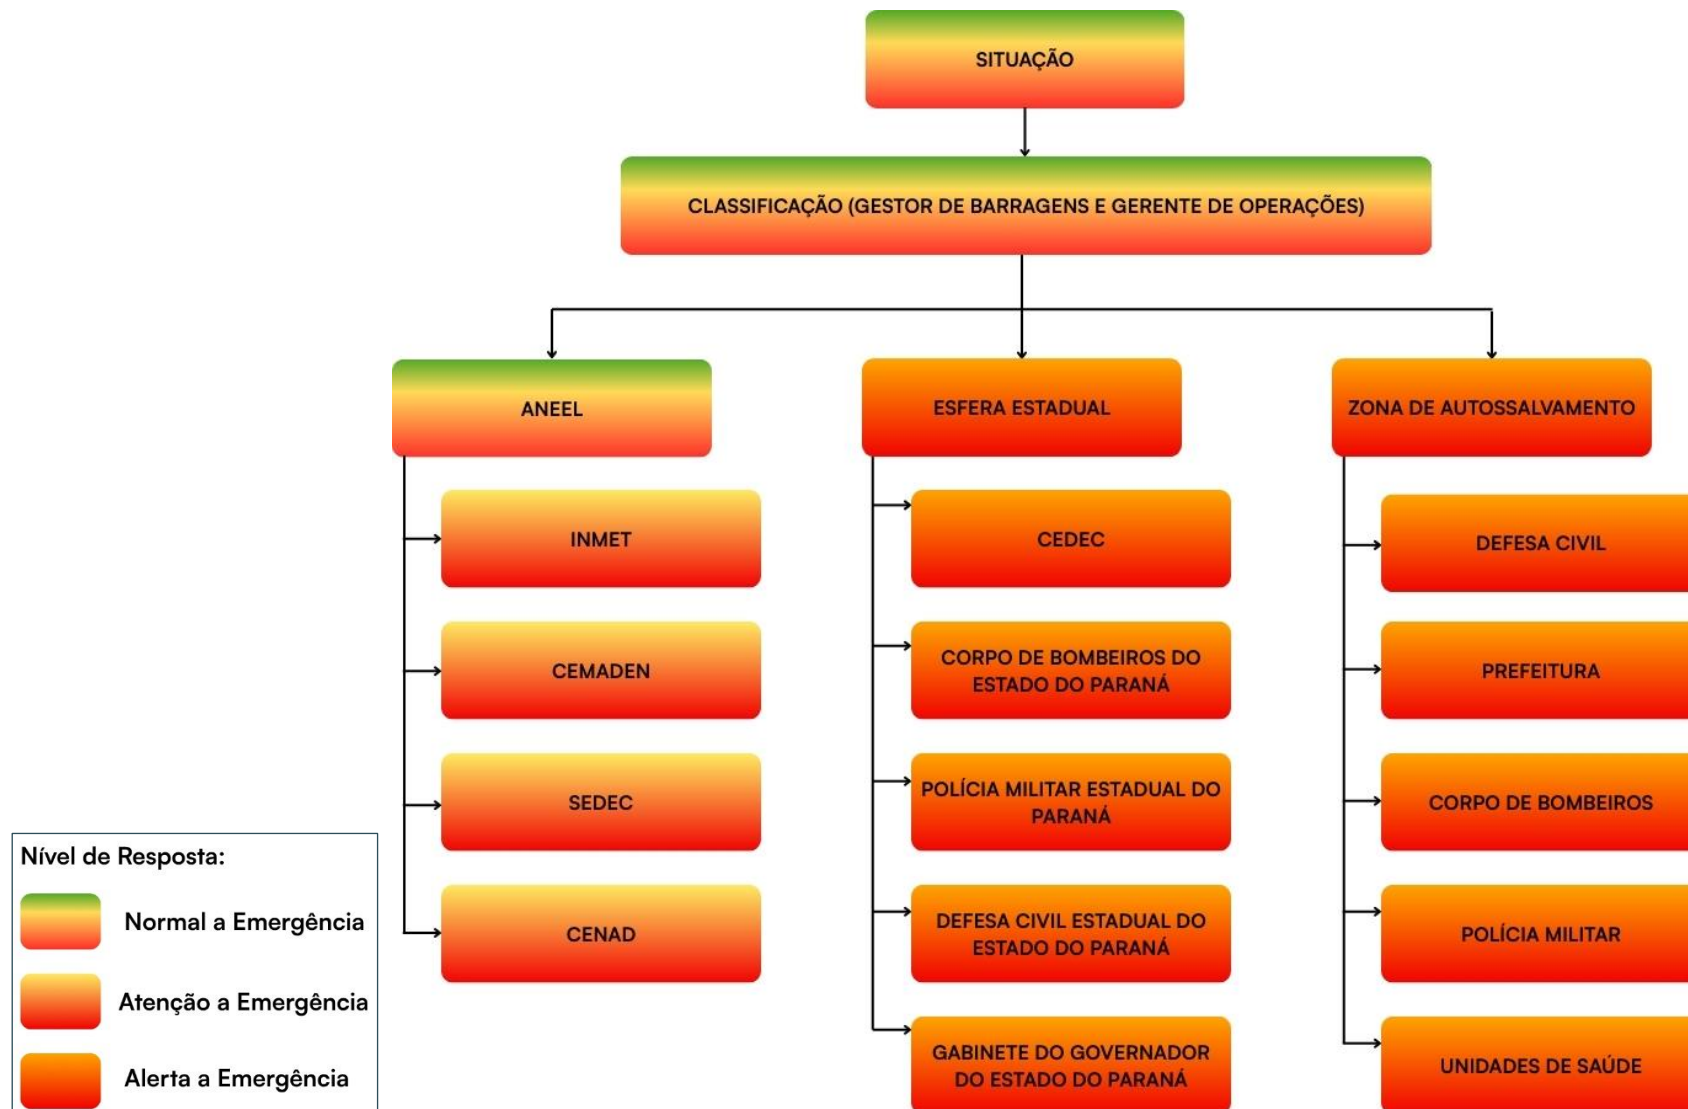 SITUAÇÃO
CLASSIFICAÇÃO (GESTOR DE BARRAGENS E GERENTE DE OPERAÇÕES)
ANEEL
INMET
CEMADEN
SEDEC
CENAD
ESFERA ESTADUAL
CEDEC
CORPO DE BOMBEIROS DO
ESTADO DO PARANÁ
POLÍCIA MILITAR ESTADUAL DO
PARANÁ
DEFESA CIVIL ESTADUAL DO
ESTADO DO PARANÁ
GABINETE DO GOVERNADOR
DO ESTADO DO PARANÁ
ZONA DE AUTOSSALVAMENTO
DEFESA CIVIL
PREFEITURA
CORPO DE BOMBEIROS
POLÍCIA MILITAR
UNIDADES DE SAÚDE
Nível de Resposta:
Normal a Emergência
Atenção a Emergência
Alerta a Emergência